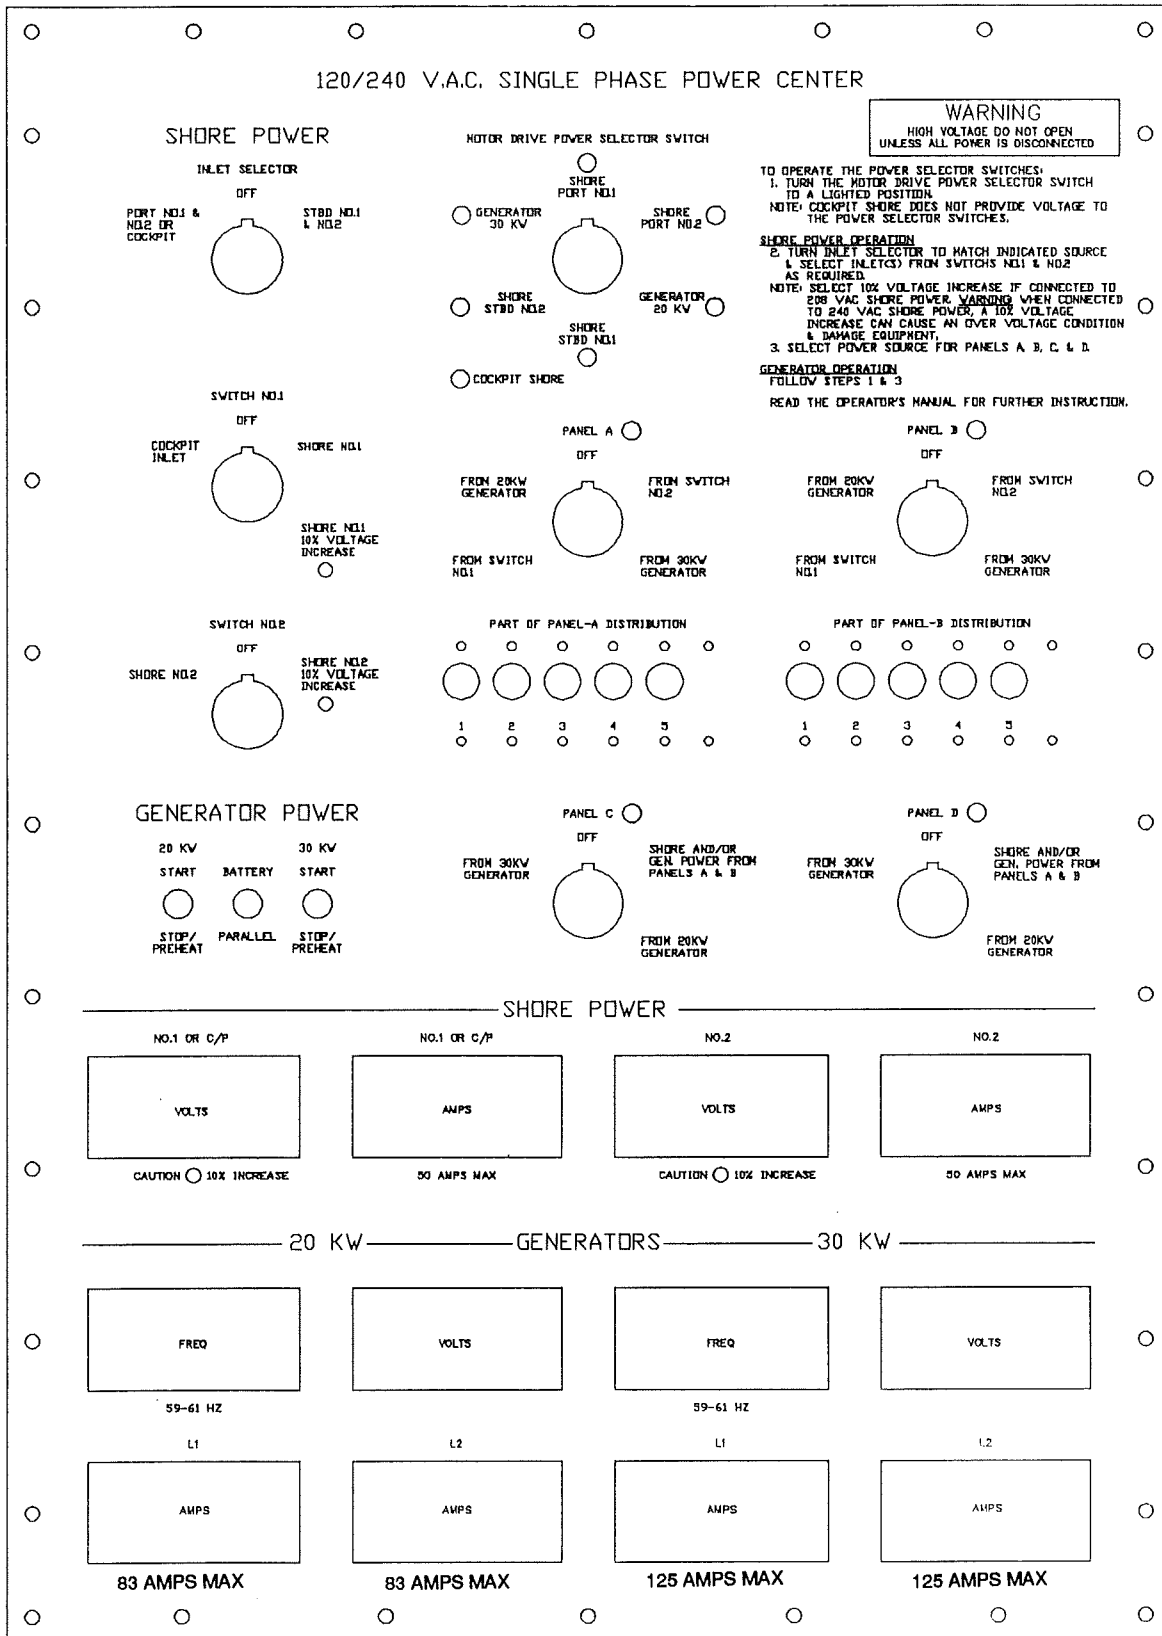 120/240 V.A.C. SINGLE PHASE POWER CENTER
WARNING
HIGH VOLTAGE DO NOT OPEN
UNLESS ALL POWER IS DISCONNECTED
SHORE POWER
INLET SELECTOR
OFF
PORT NO.1 &
NO.2 OR
COCKPIT
STBD NO.1
& NO.2
MOTOR DRIVE POWER SELECTOR SWITCH
SHORE
PORT NO.1
GENERATOR
30 KV
SHORE
PORT NO.2
SHORE
STBD NO.2
GENERATOR
20 KV
SHORE
STBD NO.1
COCKPIT SHORE
TO OPERATE THE POWER SELECTOR SWITCHES:
1. TURN THE MOTOR DRIVE POWER SELECTOR SWITCH
TO A LIGHTED POSITION.
NOTE: COCKPIT SHORE DOES NOT PROVIDE VOLTAGE TO
THE POWER SELECTOR SWITCHES.
SHORE POWER OPERATION
2. TURN INLET SELECTOR TO MATCH INDICATED SOURCE
& SELECT INLET(S) FROM SWITCHS NO.1 & NO.2
AS REQUIRED.
NOTE: SELECT 10% VOLTAGE INCREASE IF CONNECTED TO
208 VAC SHORE POWER. WARNING WHEN CONNECTED
TO 240 VAC SHORE POWER, A 10% VOLTAGE
INCREASE CAN CAUSE AN OVER VOLTAGE CONDITION
& DAMAGE EQUIPMENT.
3. SELECT POWER SOURCE FOR PANELS A, B, C, & D.
GENERATOR OPERATION
FOLLOW STEPS 1 & 3
READ THE OPERATOR'S MANUAL FOR FURTHER INSTRUCTION.
SWITCH NO.1
OFF
COCKPIT
INLET
SHORE NO.1
SHORE NO.1
10% VOLTAGE
INCREASE
PANEL A
OFF
FROM 20KW
GENERATOR
FROM SWITCH
NO.2
FROM SWITCH
NO.1
FROM 30KW
GENERATOR
PANEL B
OFF
FROM 20KW
GENERATOR
FROM SWITCH
NO.2
FROM SWITCH
NO.1
FROM 30KW
GENERATOR
SWITCH NO.2
OFF
SHORE NO.2
SHORE NO.2
10% VOLTAGE
INCREASE
PART OF PANEL-A DISTRIBUTION
1 2 3 4 5
PART OF PANEL-B DISTRIBUTION
1 2 3 4 5
GENERATOR POWER
20 KW
START
STOP/
PREHEAT
BATTERY
PARALLEL
30 KW
START
STOP/
PREHEAT
PANEL C
OFF
FROM 30KW
GENERATOR
SHORE AND/OR
GEN. POWER FROM
PANELS A & B
FROM 20KW
GENERATOR
PANEL D
OFF
FROM 30KW
GENERATOR
SHORE AND/OR
GEN. POWER FROM
PANELS A & B
FROM 20KW
GENERATOR
SHORE POWER
NO.1 OR C/P
VOLTS
CAUTION 10% INCREASE
NO.1 OR C/P
AMPS
50 AMPS MAX
NO.2
VOLTS
CAUTION 10% INCREASE
NO.2
AMPS
50 AMPS MAX
20 KW GENERATORS 30 KW
FREQ
59-61 HZ
VOLTS
FREQ
59-61 HZ
VOLTS
L1
AMPS
83 AMPS MAX
L2
AMPS
83 AMPS MAX
L1
AMPS
125 AMPS MAX
L2
AMPS
125 AMPS MAX